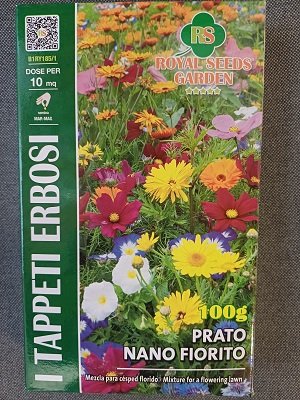 B18Y185/1
DOSE PER
10 mq
MAR-MAG
I TAPPETI ERBOSI
RS
ROYAL SEEDS
GARDEN
100g
PRATO
NANO FIORITO
Mezcla para césped florido / Mixture for a flowering lawn